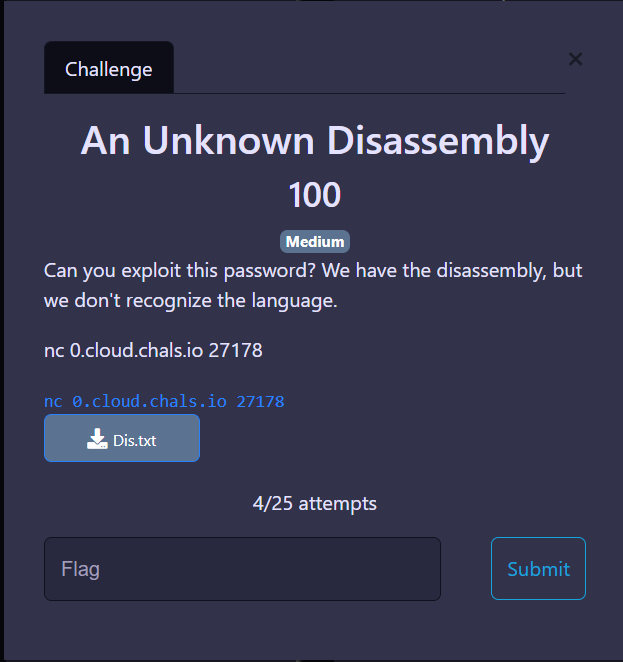 Challenge
×
An Unknown Disassembly
100
Medium
Can you exploit this password? We have the disassembly, but
we don't recognize the language.
nc 0.cloud.chals.io 27178
nc 0.cloud.chals.io 27178
Dis.txt
4/25 attempts
Flag
Submit